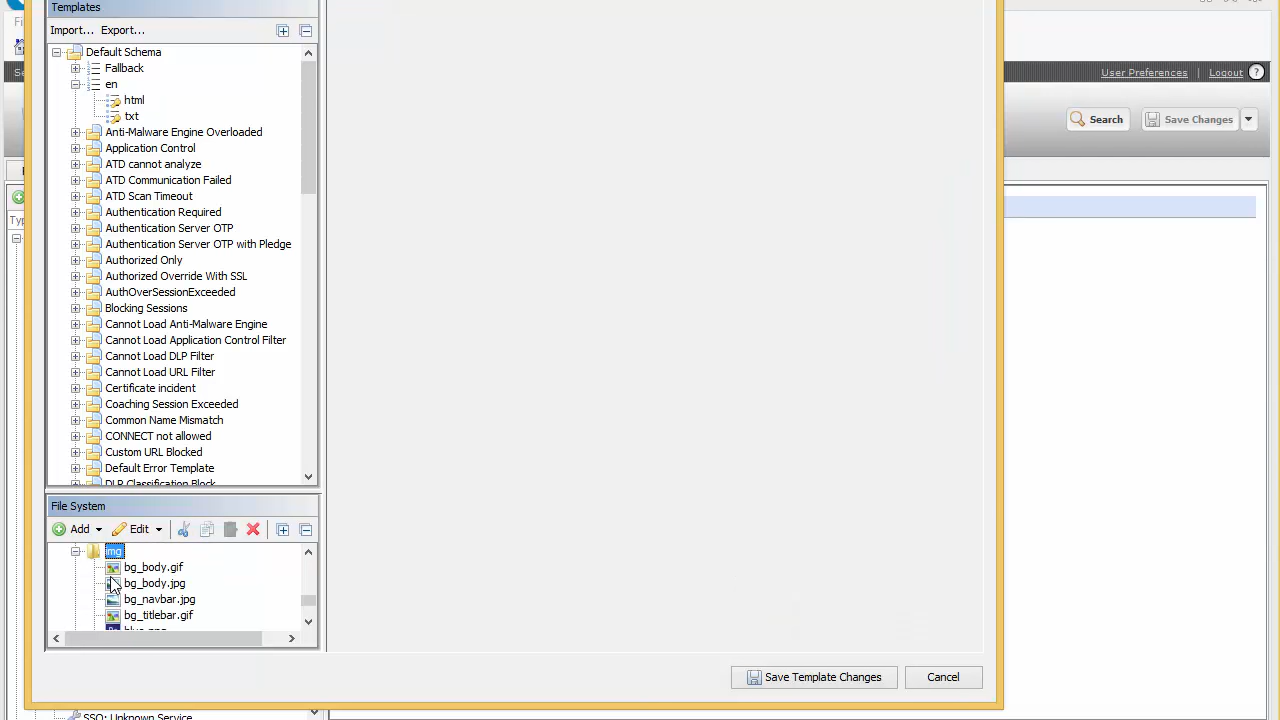 Templates
Import... Export...
Default Schema
Fallback
en
html
txt
Anti-Malware Engine Overloaded
Application Control
ATD cannot analyze
ATD Communication Failed
ATD Scan Timeout
Authentication Required
Authentication Server OTP
Authentication Server OTP with Pledge
Authorized Only
Authorized Override With SSL
AuthOverSessionExceeded
Blocking Sessions
Cannot Load Anti-Malware Engine
Cannot Load Application Control Filter
Cannot Load DLP Filter
Cannot Load URL Filter
Certificate incident
Coaching Session Exceeded
Common Name Mismatch
CONNECT not allowed
Custom URL Blocked
Default Error Template
DLP Classification Block
File System
Add Edit
img
bg_body.gif
bg_body.jpg
bg_navbar.jpg
bg_titlebar.gif
Save Template Changes Cancel
User Preferences | Logout ?
Search Save Changes
SSO: Unknown Service